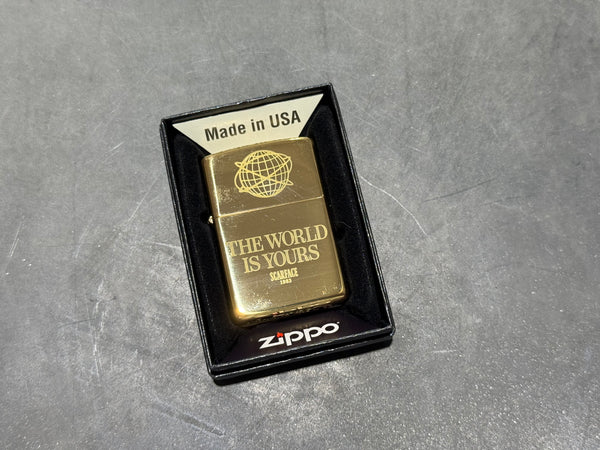 Made in USA
THE WORLD
IS YOURS
SCARFACE
1983
zippo